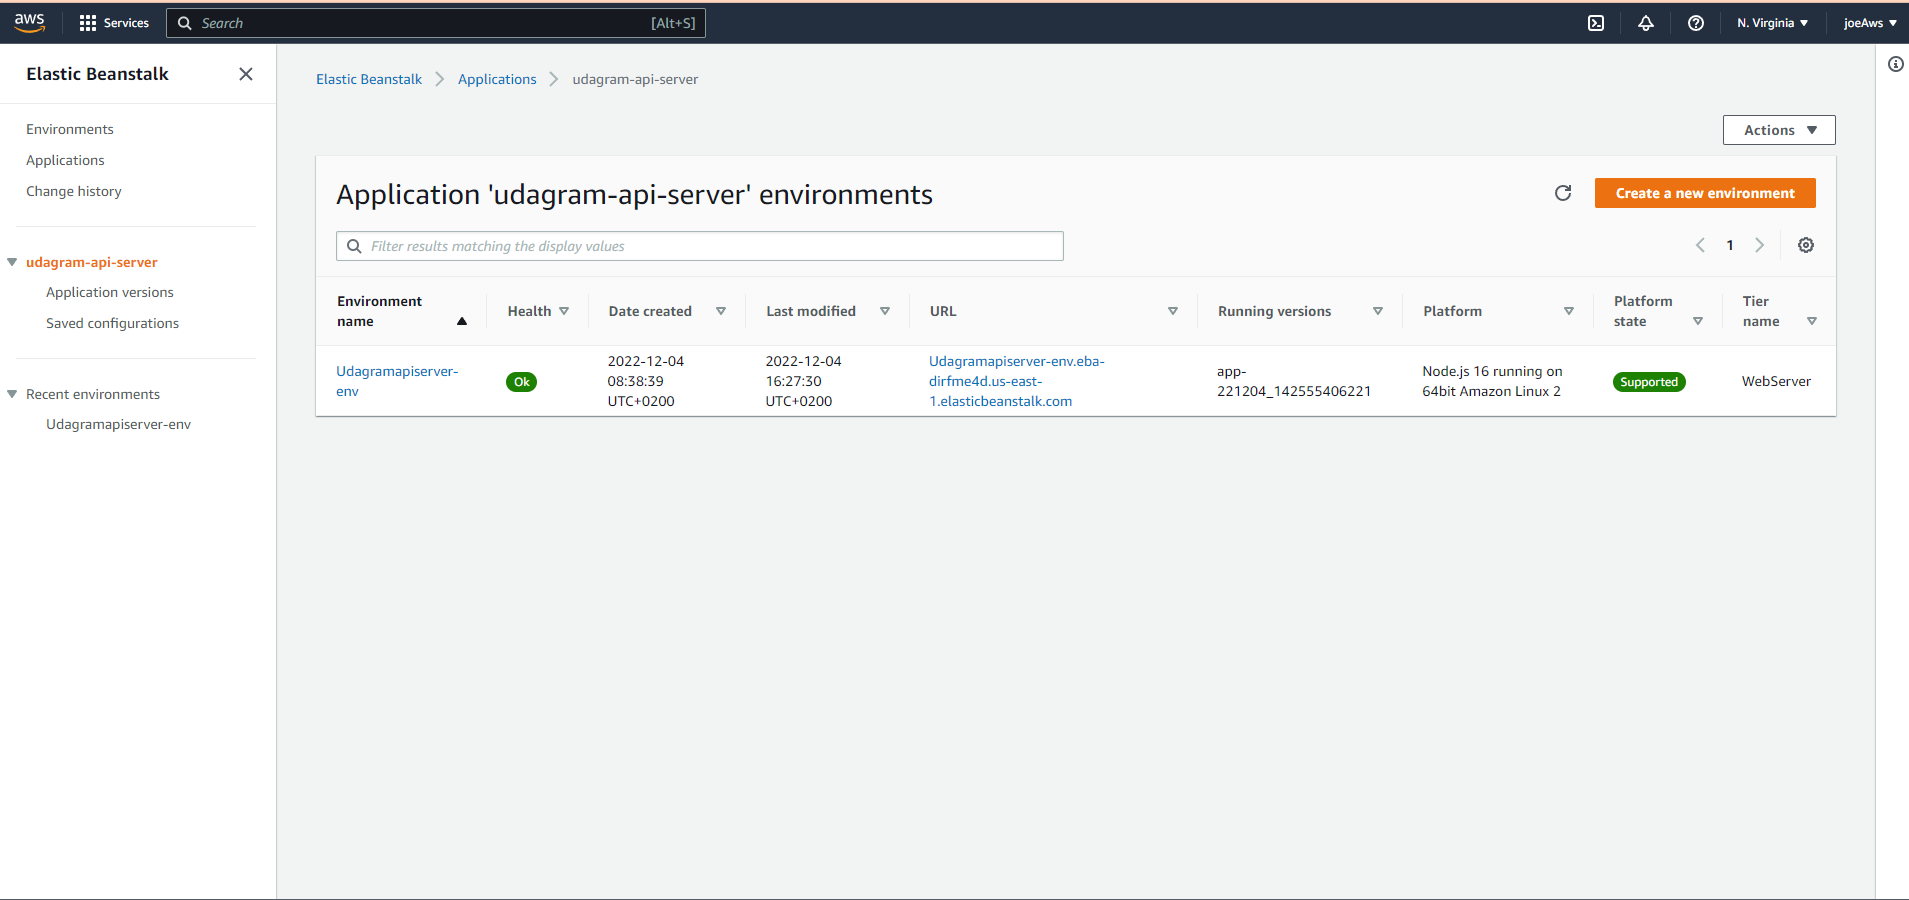 aws
Services
Search
[Alt+S]
N. Virginia
joeAws
Elastic Beanstalk
Environments
Applications
Change history
udagram-api-server
Application versions
Saved configurations
Recent environments
Udagramapiserver-env
Elastic Beanstalk
Applications
udagram-api-server
Actions
Application 'udagram-api-server' environments
Create a new environment
Filter results matching the display values
1
Environment
name
Health
Date created
Last modified
URL
Running versions
Platform
Platform
state
Tier
name
Udagramapiserver-
env
Ok
2022-12-04
08:38:39
UTC+0200
2022-12-04
16:27:30
UTC+0200
Udagramapiserver-env.eba-
dirfme4d.us-east-
1.elasticbeanstalk.com
app-
221204_142555406221
Node.js 16 running on
64bit Amazon Linux 2
Supported
WebServer